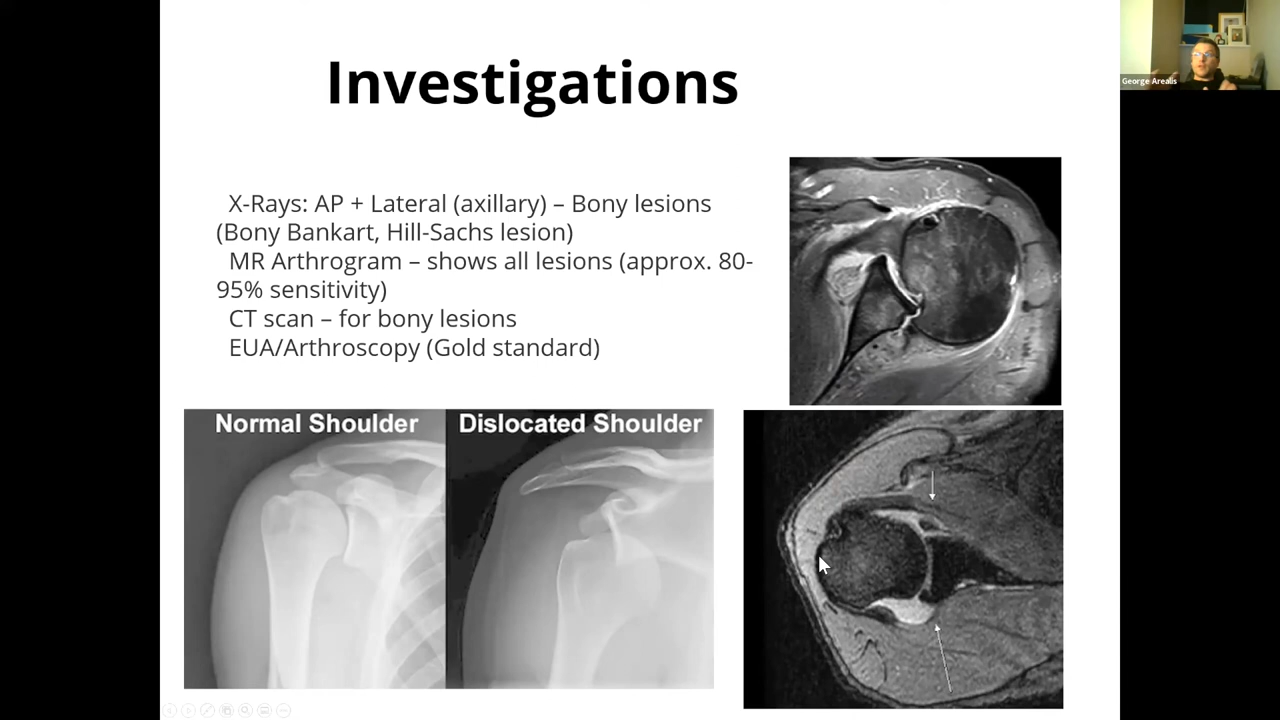 Investigations
George Arealis
X-Rays: AP + Lateral (axillary) – Bony lesions
(Bony Bankart, Hill-Sachs lesion)
MR Arthrogram – shows all lesions (approx. 80-
95% sensitivity)
CT scan – for bony lesions
EUA/Arthroscopy (Gold standard)
Normal Shoulder
Dislocated Shoulder